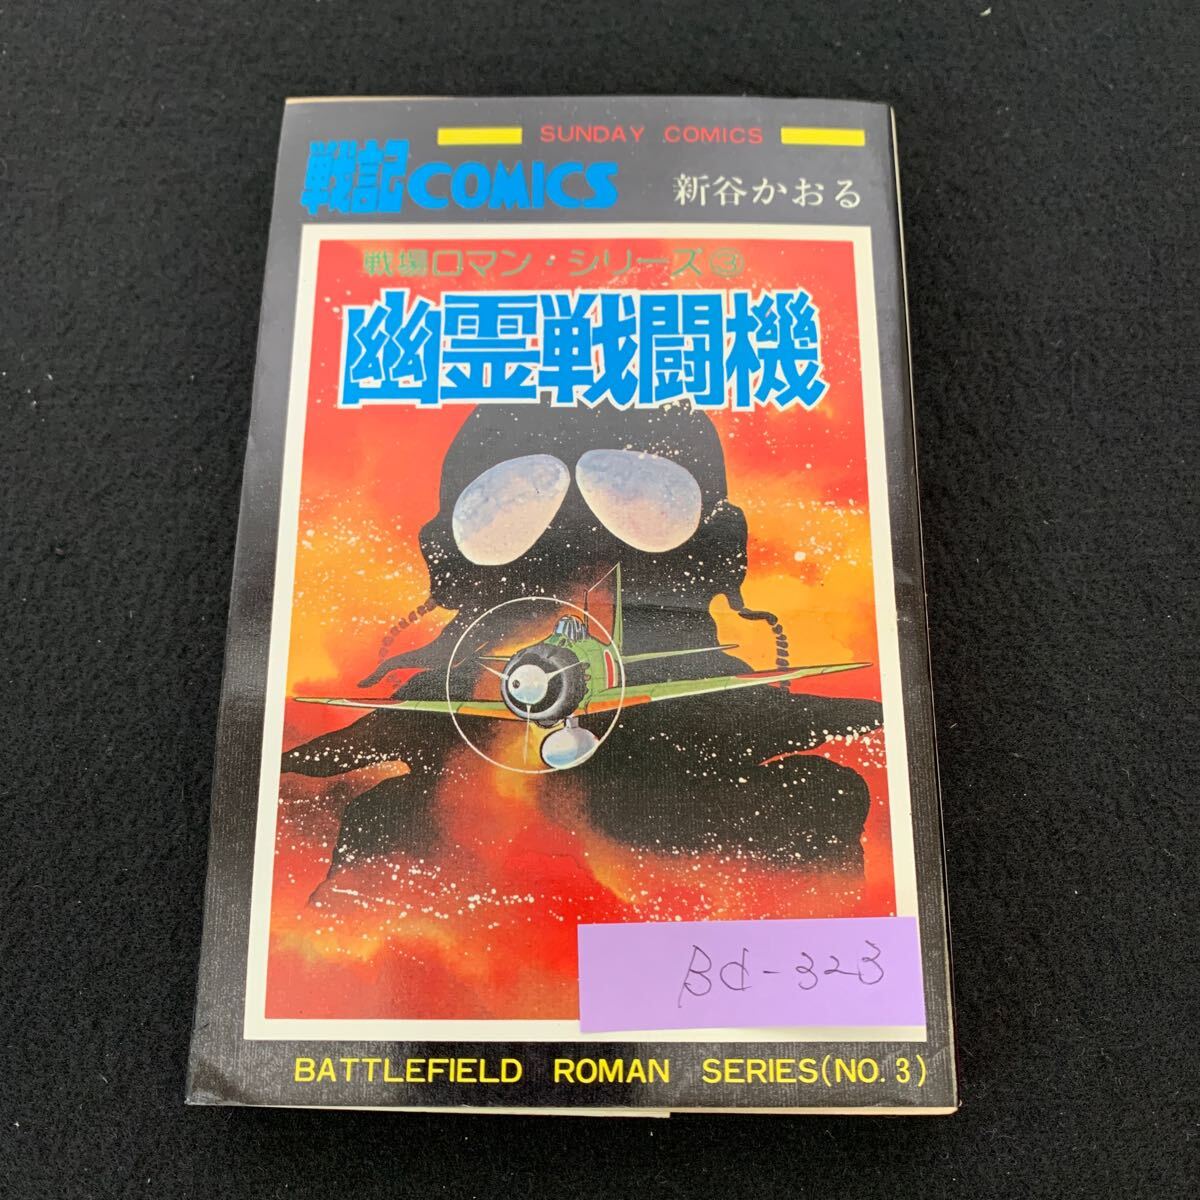 SUNDAY COMICS
戦記COMICS
新谷かおる
戦場ロマン・シリーズ③
幽霊戦闘機
Bd-323
BATTLEFIELD ROMAN SERIES(NO.3)